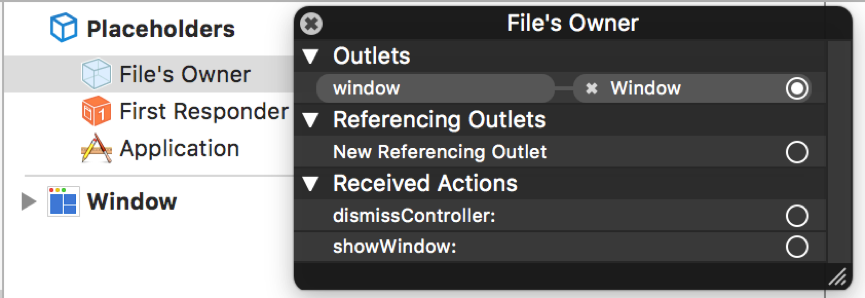 Placeholders
File's Owner
First Responder
Application
Window
File's Owner
Outlets
window
Window
Referencing Outlets
New Referencing Outlet
Received Actions
dismissController:
showWindow: